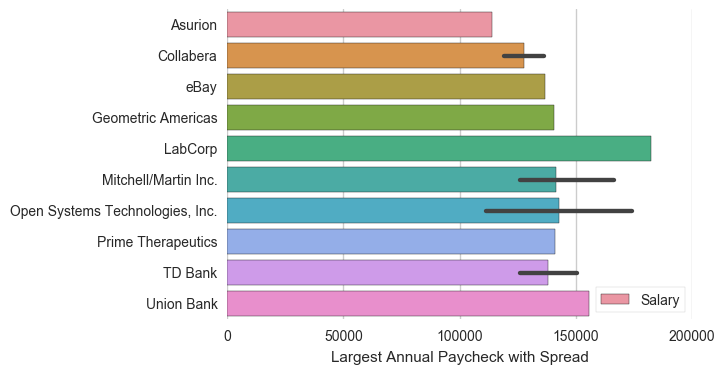 Asurion
Collabera
eBay
Geometric Americas
LabCorp
Mitchell/Martin Inc.
Open Systems Technologies, Inc.
Prime Therapeutics
TD Bank
Union Bank
Salary
0 50000 100000 150000 200000
Largest Annual Paycheck with Spread